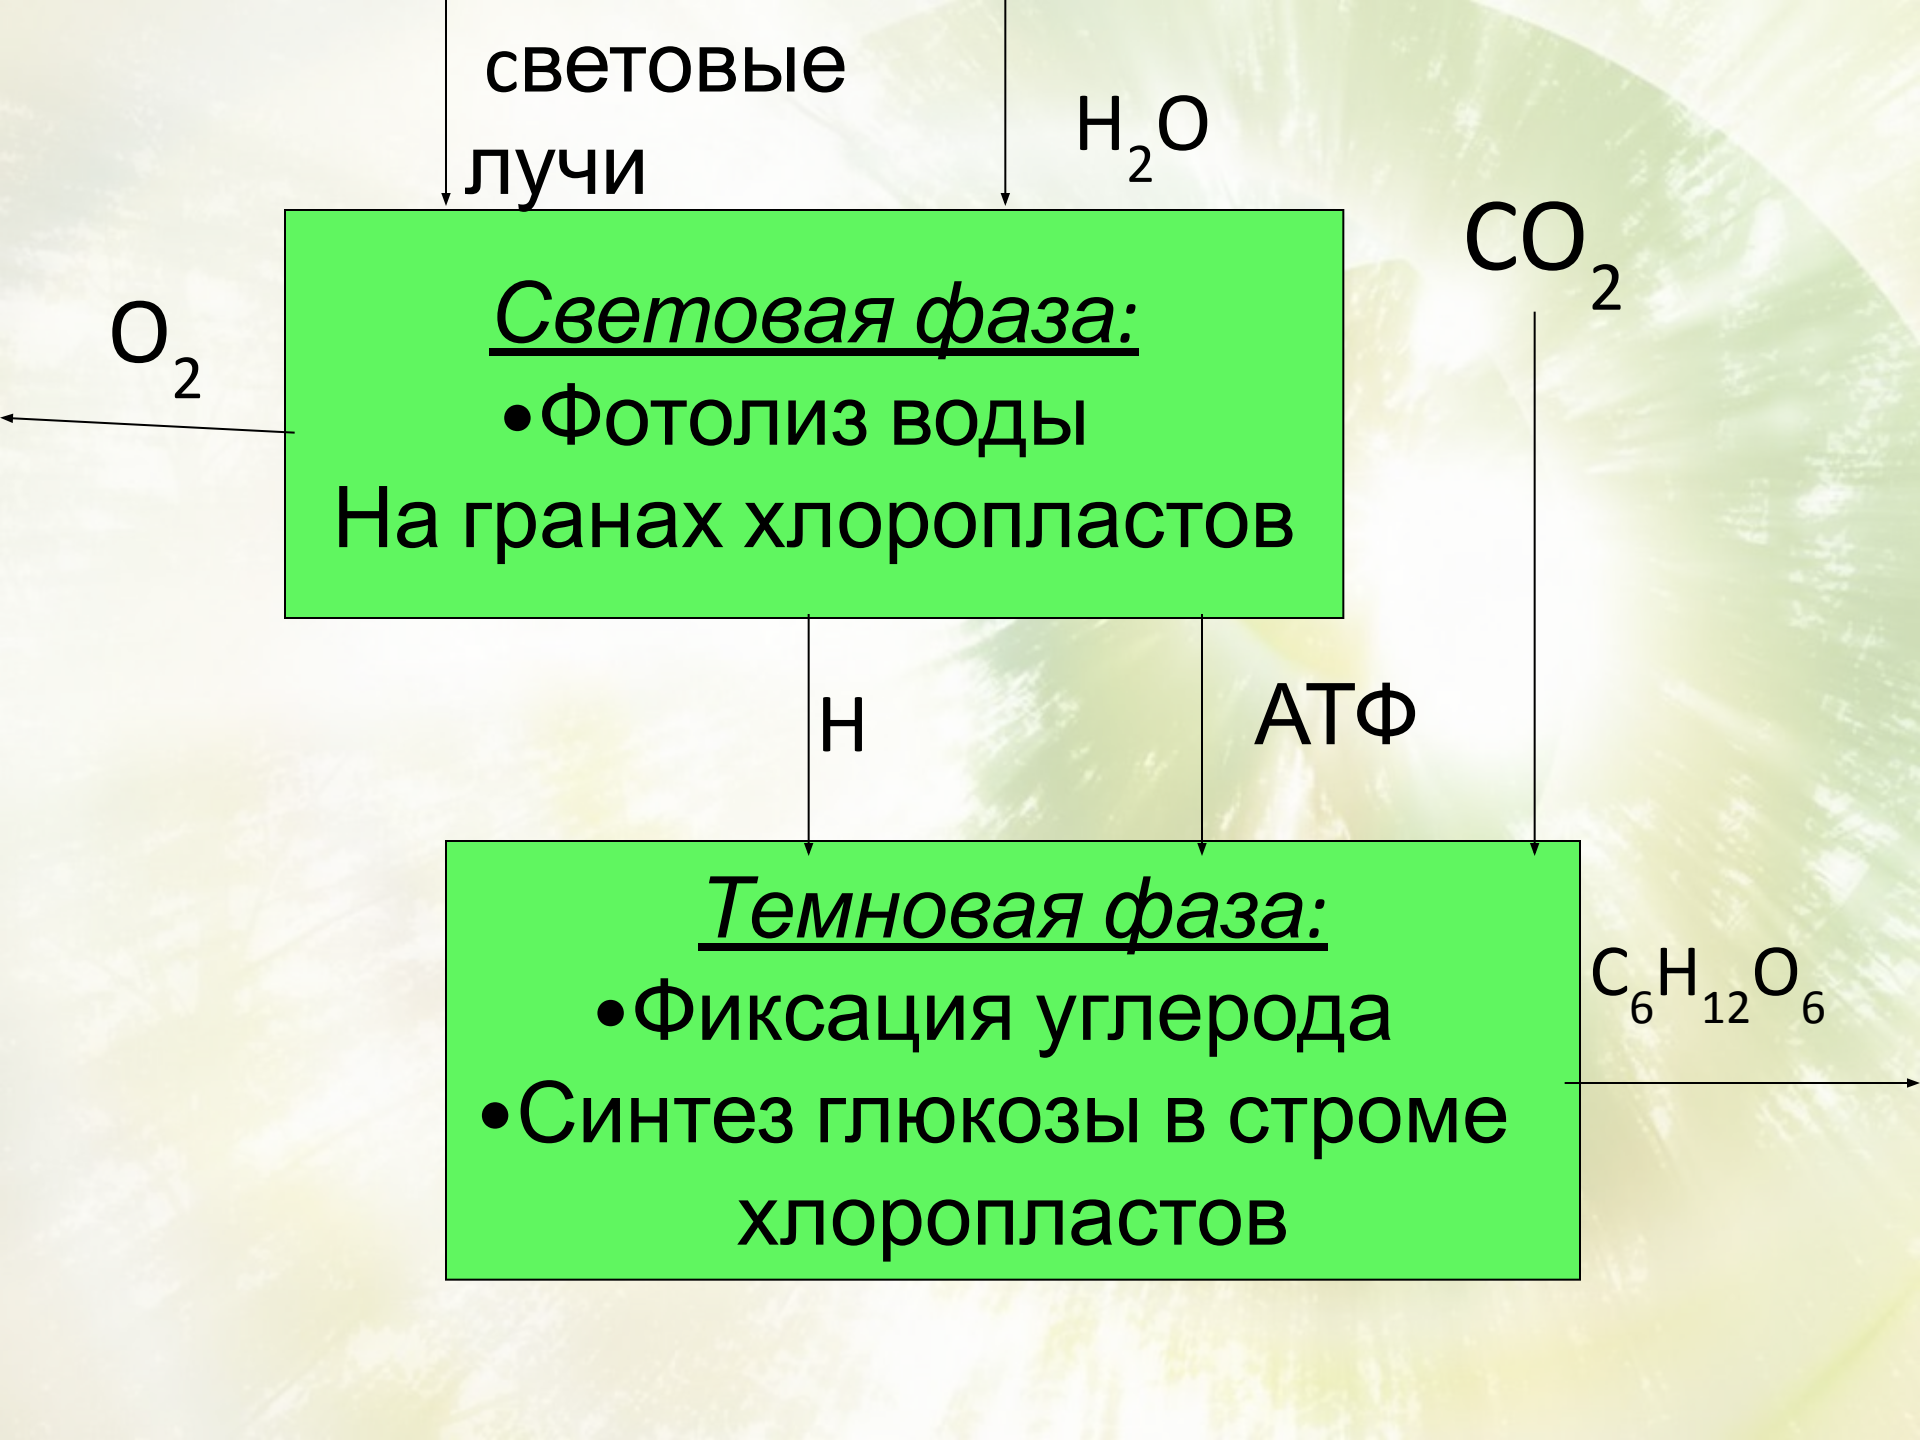 световые
лучи
H₂O
CO₂
O₂
Световая фаза:
•Фотолиз воды
На гранах хлоропластов
H
АТФ
Темновая фаза:
•Фиксация углерода
•Синтез глюкозы в строме
хлоропластов
C₆H₁₂O₆